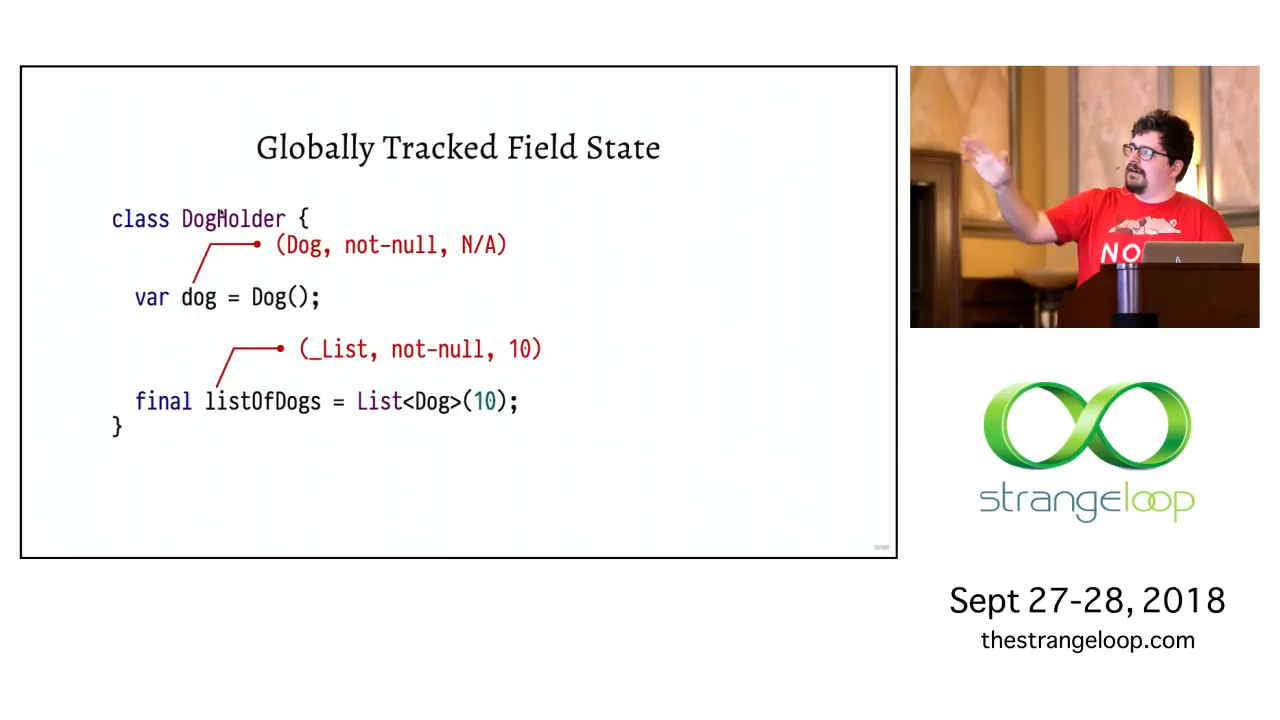 Globally Tracked Field State
class DogHolder {
(Dog, not-null, N/A)
var dog = Dog();
(_List, not-null, 10)
final listOfDogs = List<Dog>(10);
}
NO
strangeloop
Sept 27-28, 2018
thestrangeloop.com